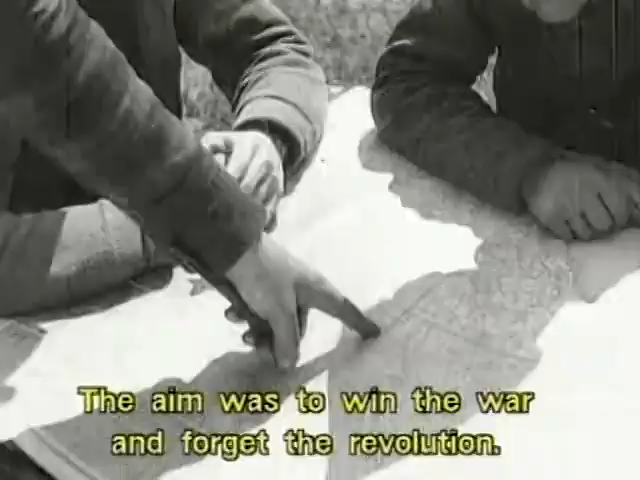 The aim was to win the war
and forget the revolution.